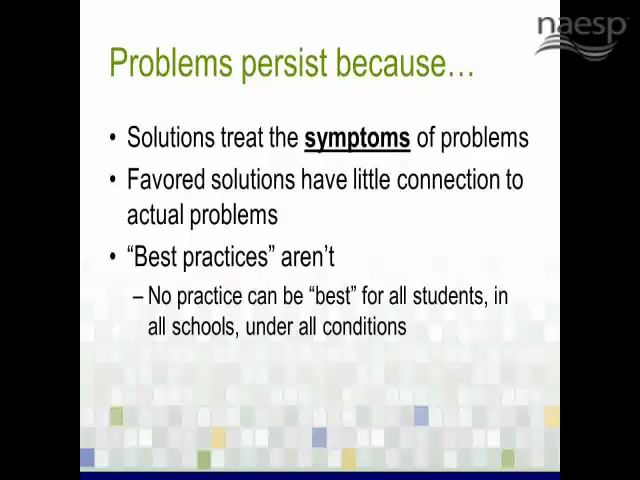 naesp
Problems persist because…
• Solutions treat the symptoms of problems
• Favored solutions have little connection to
actual problems
• “Best practices” aren’t
– No practice can be “best” for all students, in
all schools, under all conditions